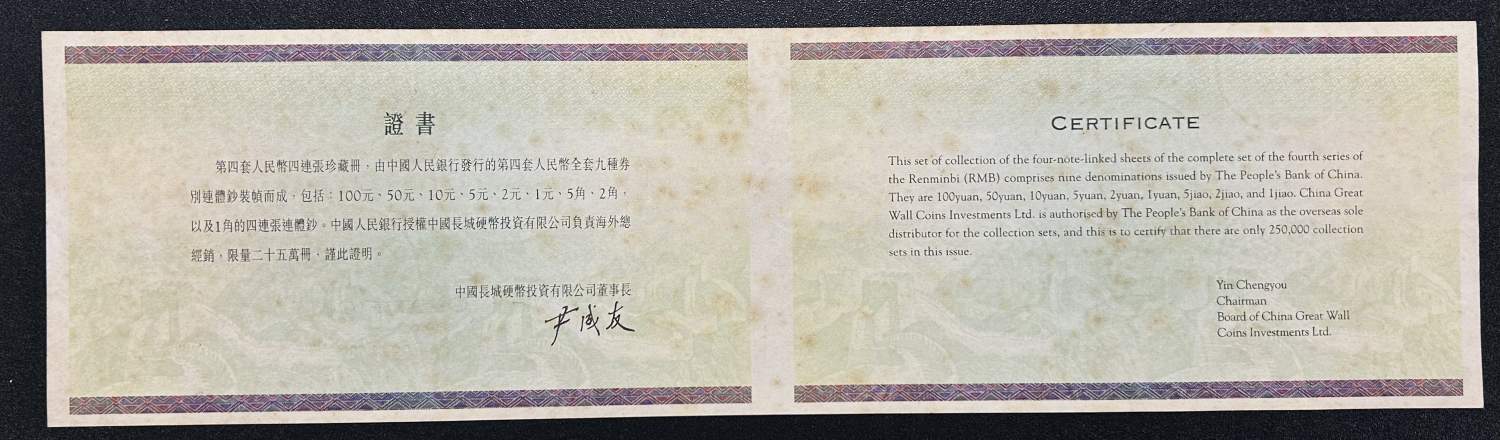 證書
第四套人民幣四連張珍藏冊，由中國人民銀行發行的第四套人民幣全套九種券
別連體鈔裝幀而成，包括：100元、50元、10元、5元、2元、1元、5角、2角，
以及1角的四連張連體鈔。中國人民銀行授權中國長城硬幣投資有限公司負責海外總
經銷，限量二十五萬冊，謹此證明。
中國長城硬幣投資有限公司董事長
尹成友
CERTIFICATE
This set of collection of the four-note-linked sheets of the complete set of the fourth series of
the Renminbi (RMB) comprises nine denominations issued by The People's Bank of China.
They are 100yuan, 50yuan, 10yuan, 5yuan, 2yuan, 1yuan, 5jiao, 2jiao, and 1jiao. China Great
Wall Coins Investments Ltd. is authorised by The People's Bank of China as the overseas sole
distributor for the collection sets, and this is to certify that there are only 250,000 collection
sets in this issue.
Yin Chengyou
Chairman
Board of China Great Wall
Coins Investments Ltd.